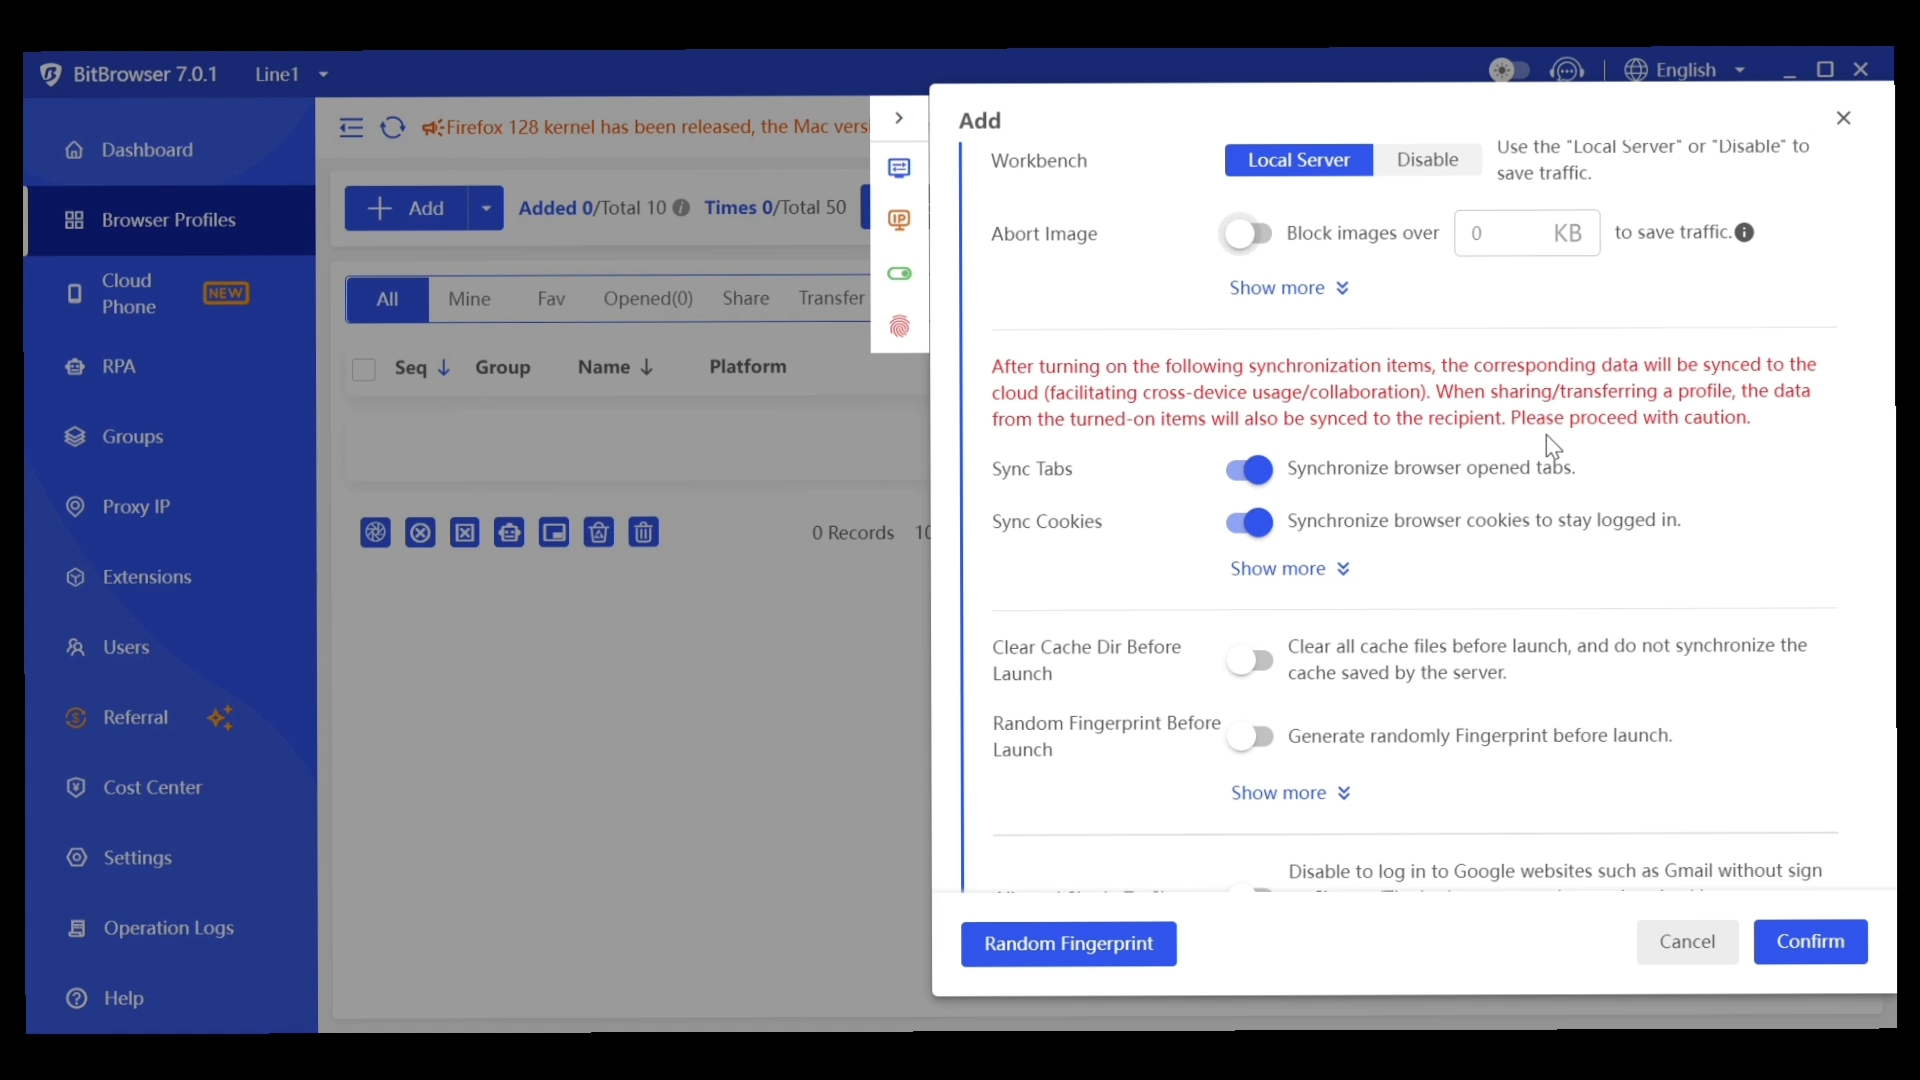 BitBrowser 7.0.1
Line1
English
Dashboard
Browser Profiles
Cloud
Phone
NEW
RPA
Groups
Proxy IP
Extensions
Users
Referral
Cost Center
Settings
Operation Logs
Help
Firefox 128 kernel has been released, the Mac versi
Add
Added 0/Total 10
Times 0/Total 50
All
Mine
Fav
Opened(0)
Share
Transfer
Seq
Group
Name
Platform
0 Records
10
IP
Add
Workbench
Local Server
Disable
Use the "Local Server" or "Disable" to
save traffic.
Abort Image
Block images over
0
KB
to save traffic.
Show more
After turning on the following synchronization items, the corresponding data will be synced to the
cloud (facilitating cross-device usage/collaboration). When sharing/transferring a profile, the data
from the turned-on items will also be synced to the recipient. Please proceed with caution.
Sync Tabs
Synchronize browser opened tabs.
Sync Cookies
Synchronize browser cookies to stay logged in.
Show more
Clear Cache Dir Before
Launch
Clear all cache files before launch, and do not synchronize the
cache saved by the server.
Random Fingerprint Before
Launch
Generate randomly Fingerprint before launch.
Show more
Disable to log in to Google websites such as Gmail without sign
Random Fingerprint
Cancel
Confirm